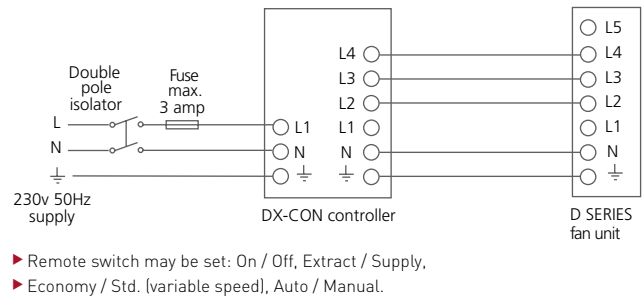 Double
pole
isolator
Fuse
max.
3 amp
L
N
230v 50Hz
supply
L1
N
L4
L3
L2
L1
N
DX-CON controller
L5
L4
L3
L2
L1
N
D SERIES
fan unit
Remote switch may be set: On / Off, Extract / Supply,
Economy / Std. (variable speed), Auto / Manual.